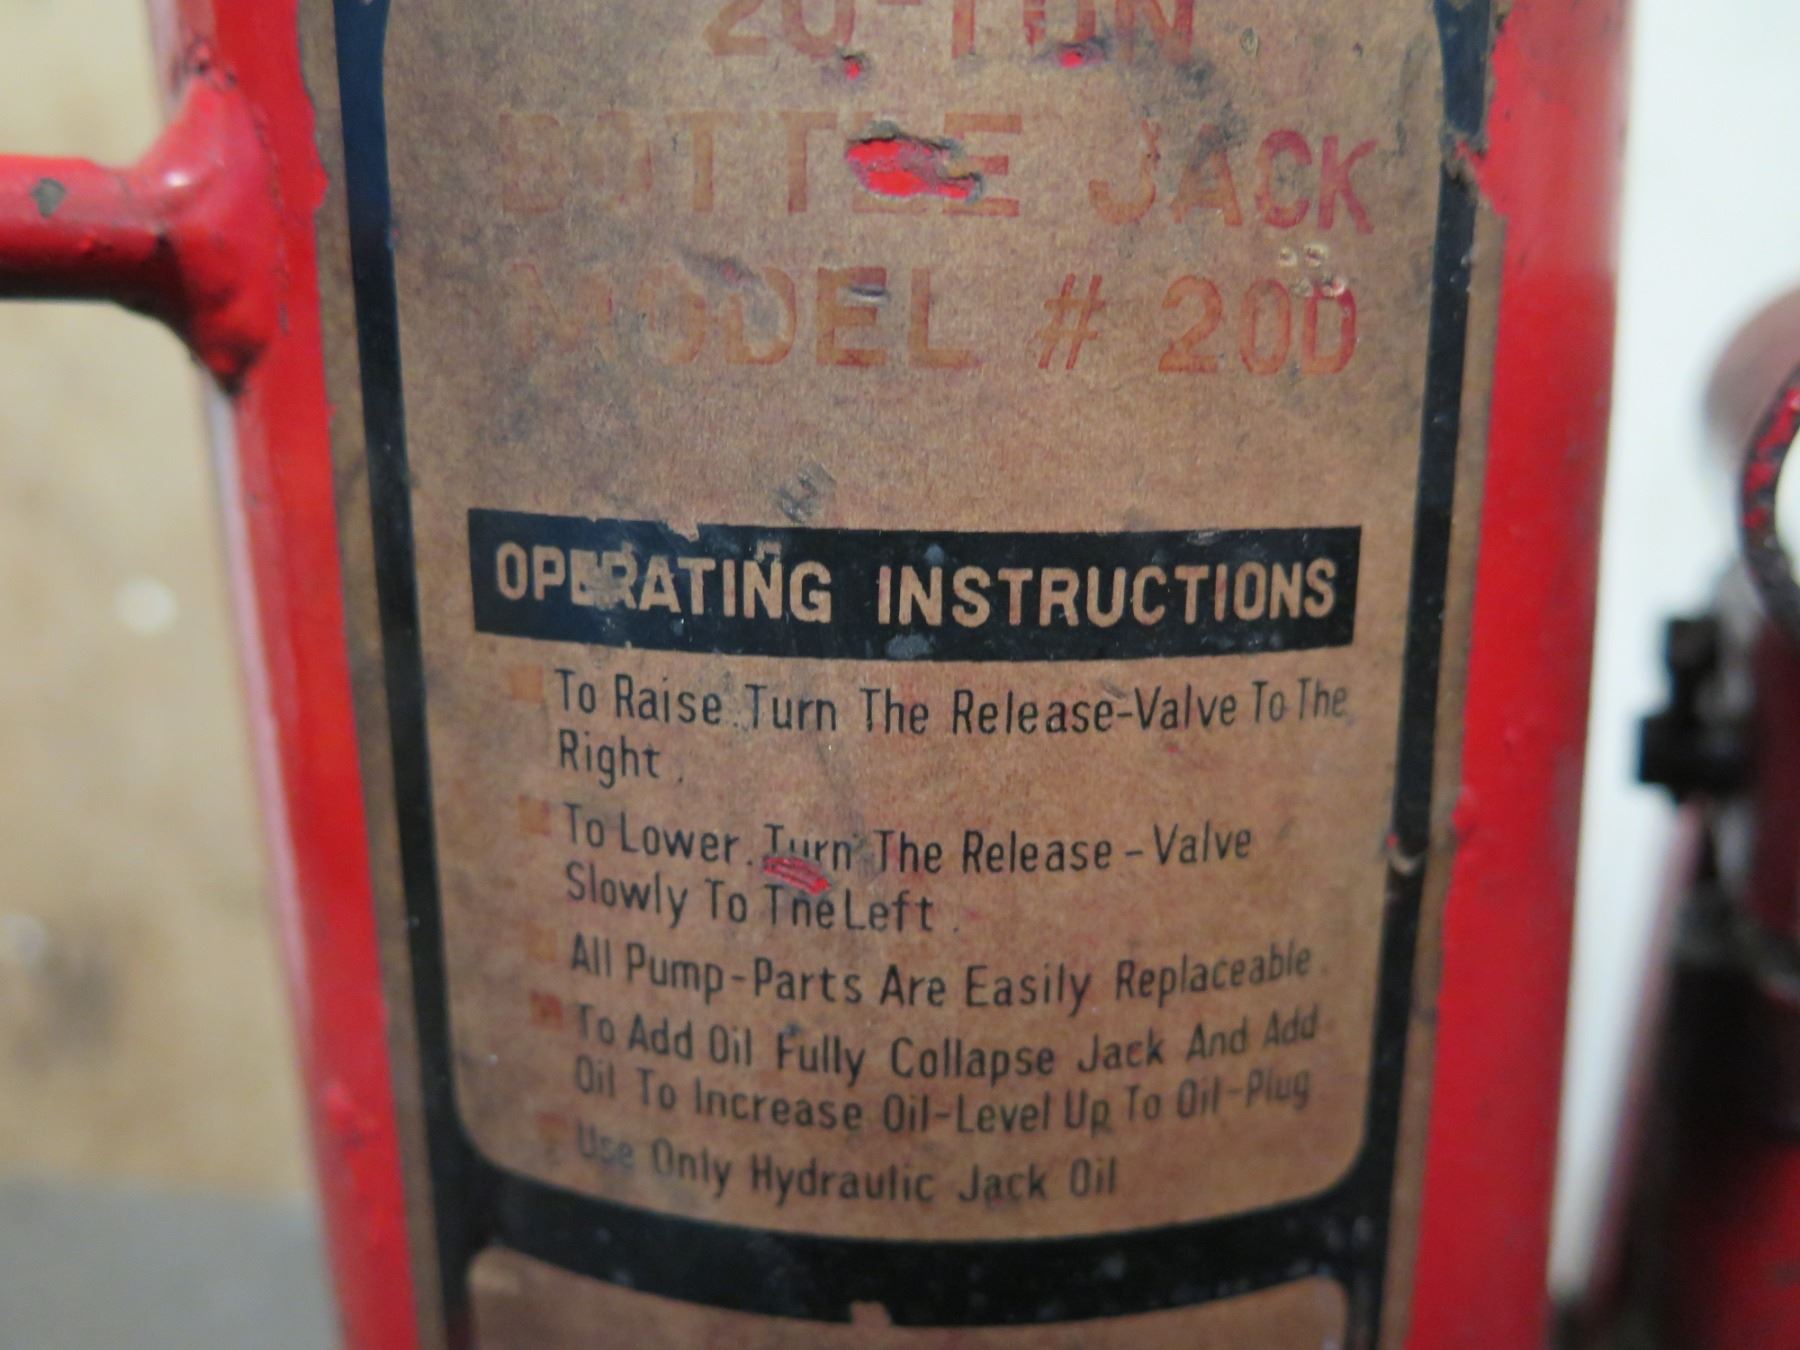 20-TON
BOTTLE JACK
MODEL # 20D
OPERATING INSTRUCTIONS
To Raise. Turn The Release-Valve To The
Right.
To Lower. Turn The Release-Valve
Slowly To The Left.
All Pump-Parts Are Easily Replaceable.
To Add Oil Fully Collapse Jack And Add
Oil To Increase Oil-Level Up To Oil-Plug
Use Only Hydraulic Jack Oil